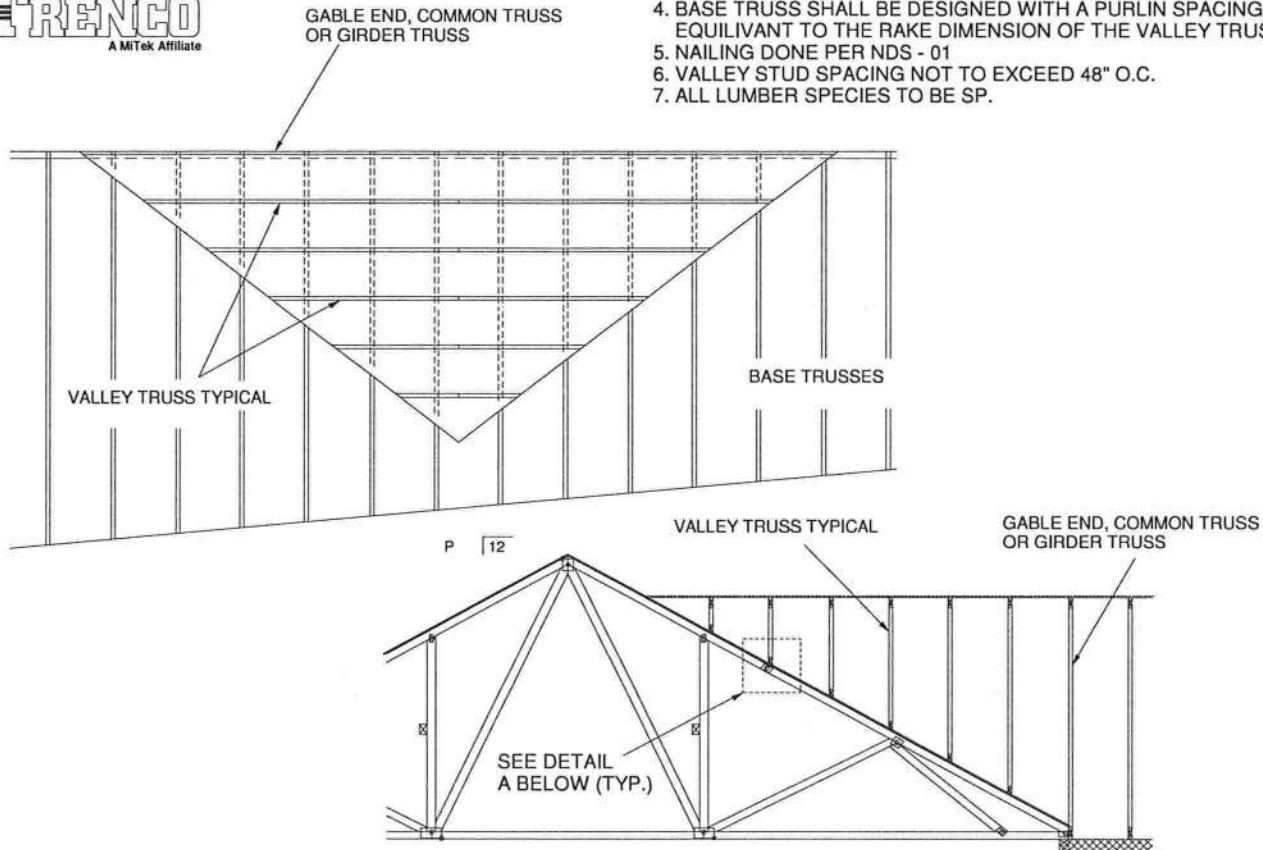 TRENCO
A MiTek Affiliate
GABLE END, COMMON TRUSS
OR GIRDER TRUSS
4. BASE TRUSS SHALL BE DESIGNED WITH A PURLIN SPACING
EQUILIVANT TO THE RAKE DIMENSION OF THE VALLEY TRUS
5. NAILING DONE PER NDS - 01
6. VALLEY STUD SPACING NOT TO EXCEED 48" O.C.
7. ALL LUMBER SPECIES TO BE SP.
VALLEY TRUSS TYPICAL
BASE TRUSSES
P 12
VALLEY TRUSS TYPICAL
GABLE END, COMMON TRUSS
OR GIRDER TRUSS
SEE DETAIL
A BELOW (TYP.)